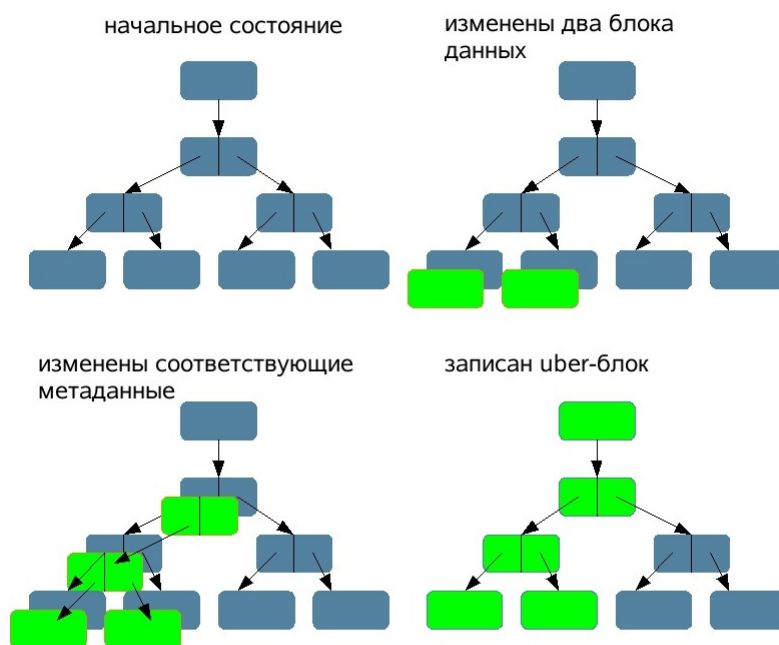 начальное состояние
изменены два блока
данных
изменены соответствующие
метаданные
записан uber-блок